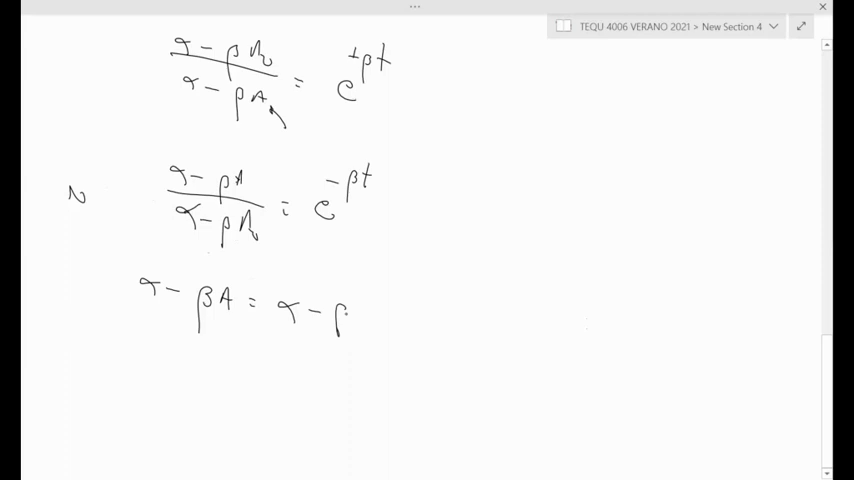 TEQU 4006 VERANO 2021 > New Section 4
α - βA₀ / α - βA = e^{+βt}
N
α - βA / α - βA₀ = e^{-βt}
α - βA = α - β